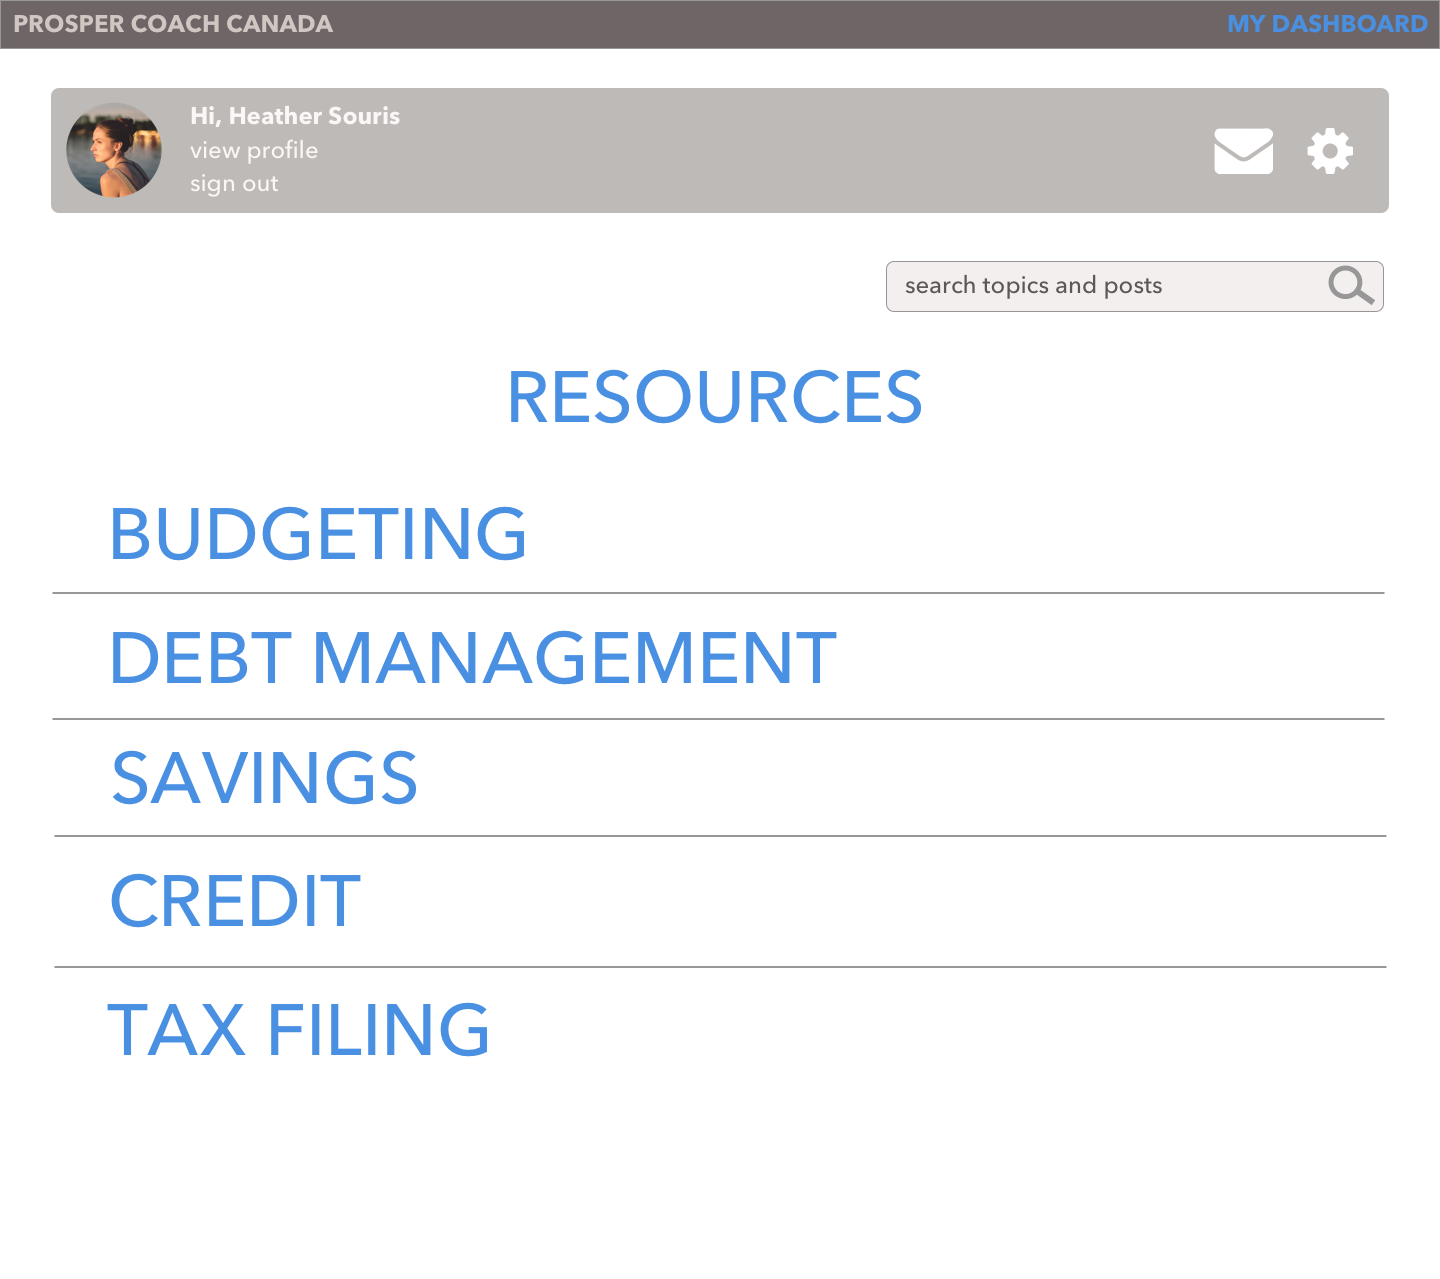 PROSPER COACH CANADA
MY DASHBOARD
Hi, Heather Souris
view profile
sign out
search topics and posts
RESOURCES
BUDGETING
DEBT MANAGEMENT
SAVINGS
CREDIT
TAX FILING